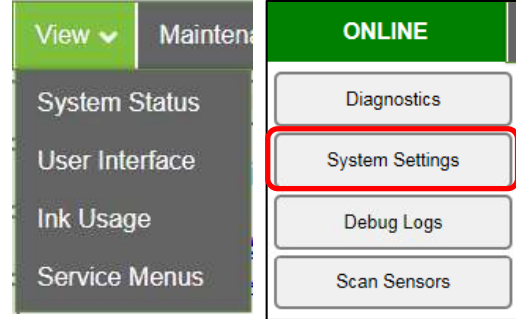 View
System Status
User Interface
Ink Usage
Service Menus
ONLINE
Diagnostics
System Settings
Debug Logs
Scan Sensors